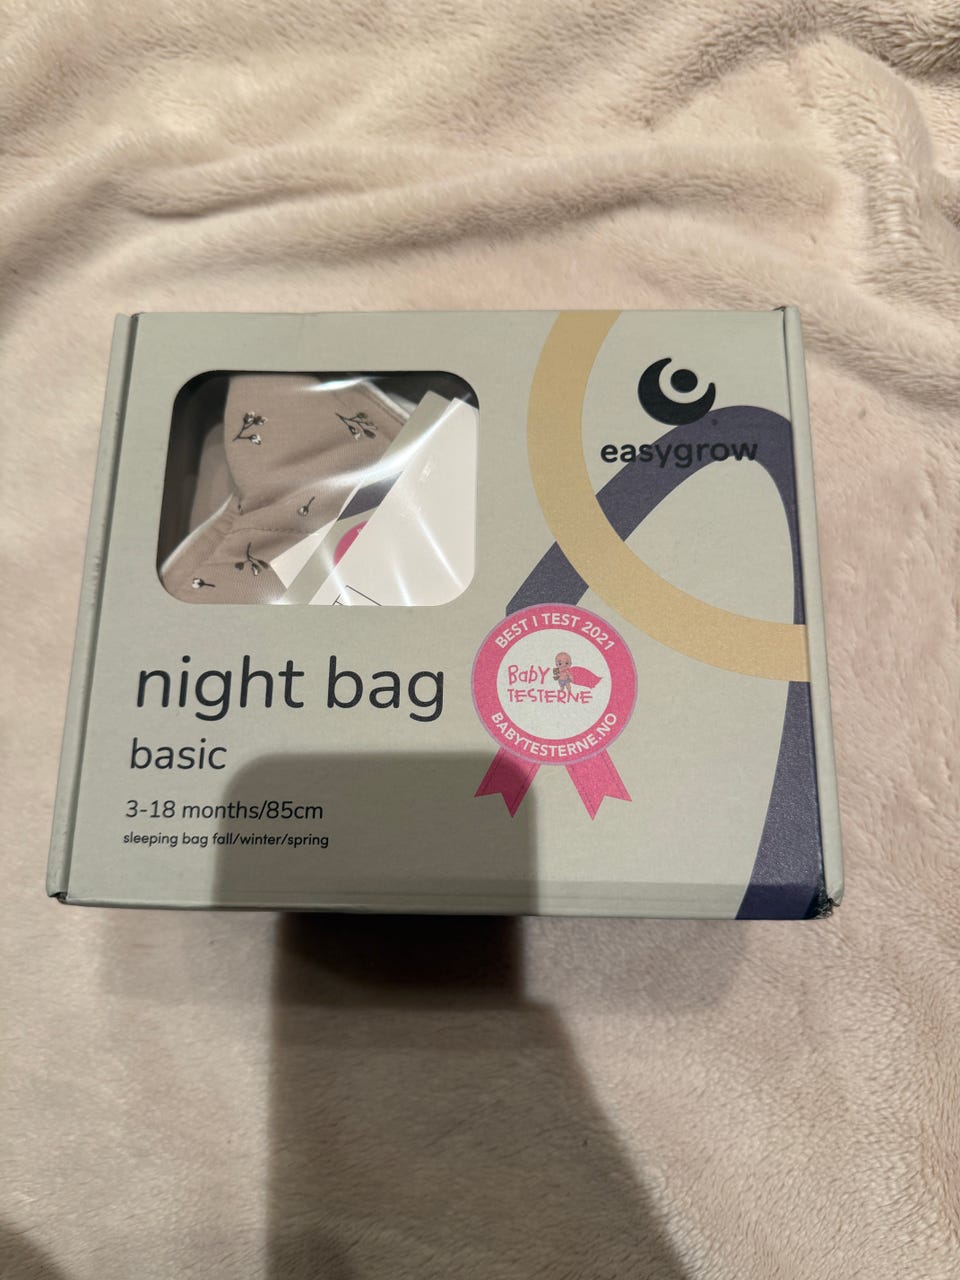 easygrow
BEST I TEST 2021
Baby
TESTERNE
BABYTESTERNE.NO
night bag
basic
3-18 months/85cm
sleeping bag fall/winter/spring